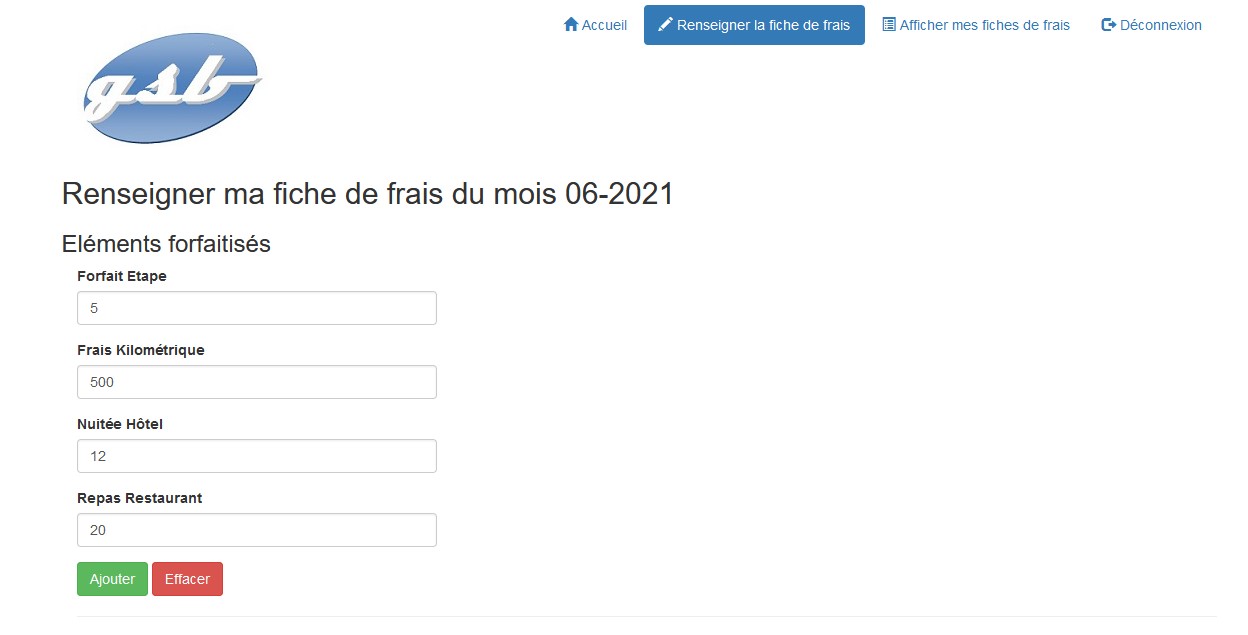 Accueil Renseigner la fiche de frais Afficher mes fiches de frais Déconnexion
gsb
Renseigner ma fiche de frais du mois 06-2021
Eléments forfaitisés
Forfait Etape
5
Frais Kilométrique
500
Nuitée Hôtel
12
Repas Restaurant
20
Ajouter Effacer